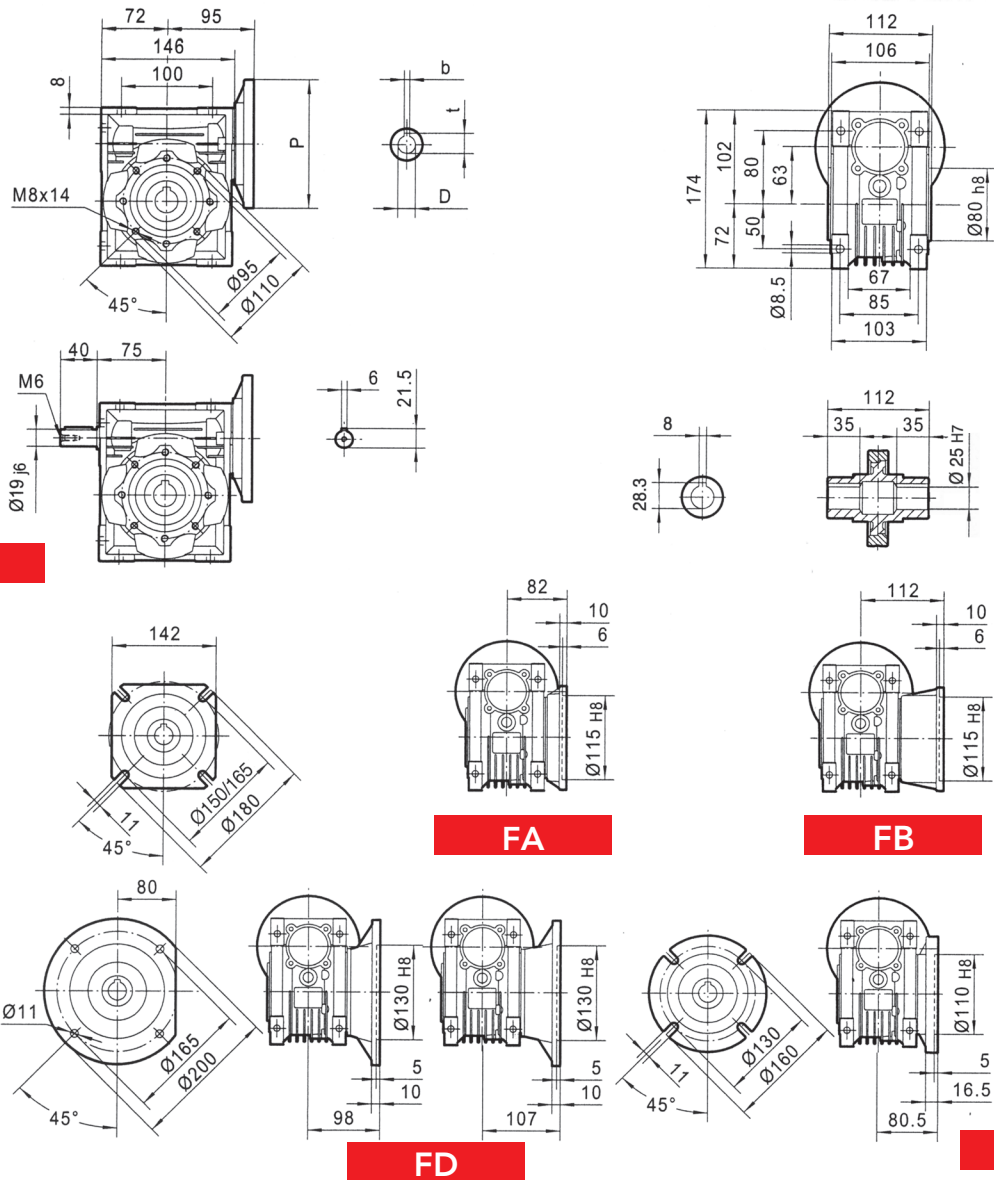 72
95
146
100
8
P
M8x14
Ø95
Ø110
45°
b
t
D
112
106
174
102
80
63
72
50
Ø80 h8
Ø8.5
67
85
103
40
75
M6
Ø19 j6
6
21.5
8
28.3
112
35
35
Ø 25 H7
142
11
45°
Ø150/165
Ø180
82
10
6
Ø115 H8
FA
112
10
6
Ø115 H8
FB
80
Ø11
45°
Ø165
Ø200
Ø130 H8
5
10
98
Ø130 H8
5
10
107
FD
11
45°
Ø130
Ø160
Ø110 H8
5
16.5
80.5